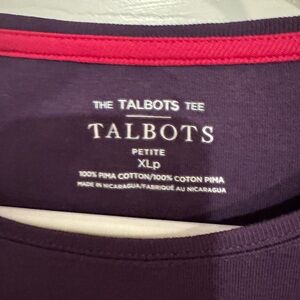 THE TALBOTS TEE
TALBOTS
PETITE
XLp
100% PIMA COTTON/100% COTON PIMA
MADE IN NICARAGUA/FABRIQUÉ AU NICARAGUA